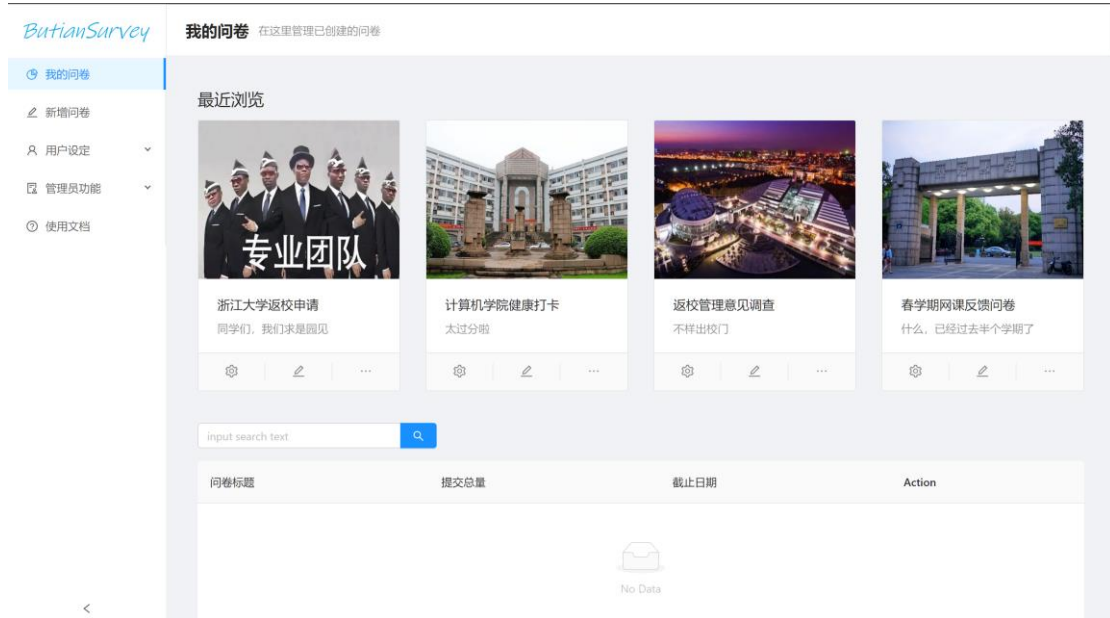 ButianSurvey
我的问卷 在这里管理已创建的问卷
我的问卷
新增问卷
用户设定
管理员功能
使用文档
最近浏览
专业团队
浙江大学返校申请
同学们，我们求是园见
计算机学院健康打卡
太过分啦
返校管理意见调查
不样出校门
春学期网课反馈问卷
什么，已经过去半个学期了
input search text
问卷标题 提交总量 截止日期 Action
No Data